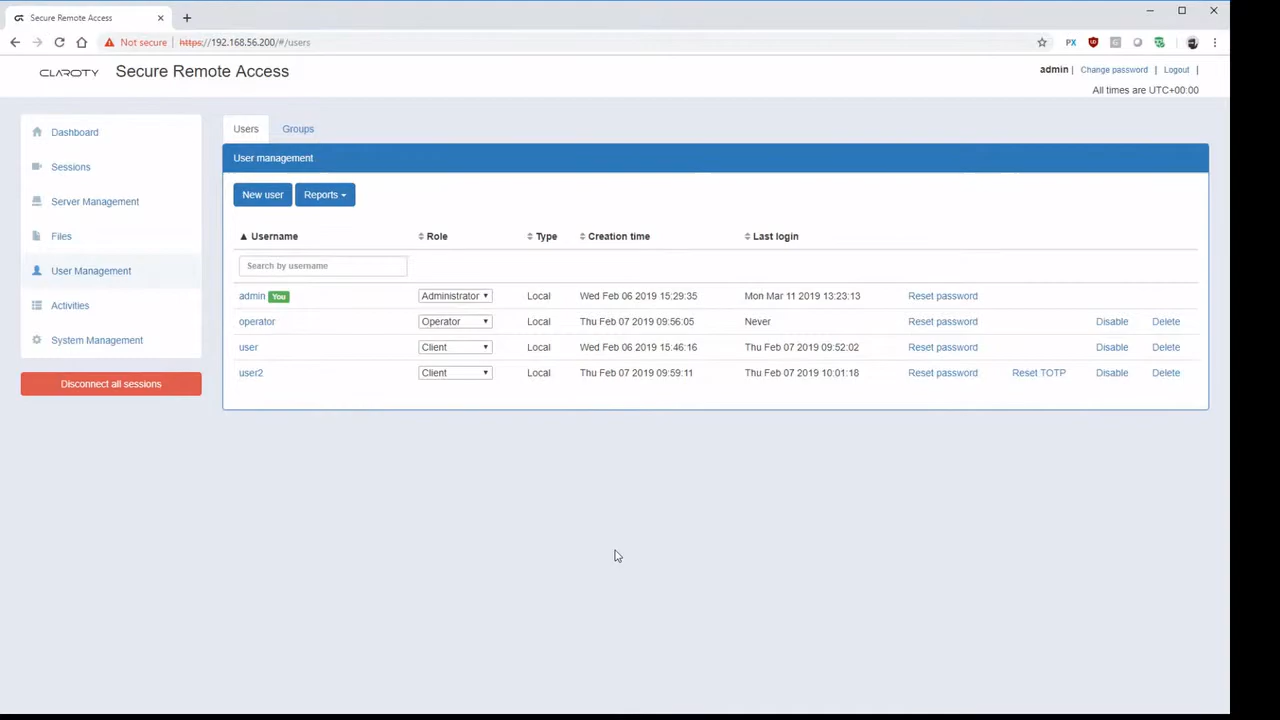 Secure Remote Access
Not secure https://192.168.56.200/#/users
CLAROTY Secure Remote Access
admin | Change password | Logout |
All times are UTC+00:00
Dashboard
Sessions
Server Management
Files
User Management
Activities
System Management
Disconnect all sessions
Users Groups
User management
New user Reports
Username Role Type Creation time Last login
Search by username
admin You Administrator Local Wed Feb 06 2019 15:29:35 Mon Mar 11 2019 13:23:13 Reset password
operator Operator Local Thu Feb 07 2019 09:56:05 Never Reset password Disable Delete
user Client Local Wed Feb 06 2019 15:46:16 Thu Feb 07 2019 09:52:02 Reset password Disable Delete
user2 Client Local Thu Feb 07 2019 09:59:11 Thu Feb 07 2019 10:01:18 Reset password Reset TOTP Disable Delete